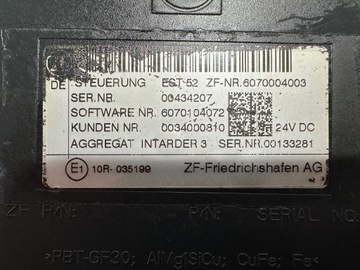 DE STEUERUNG EST 52 ZF-NR.6070004003
SER.NR. 00434207
SOFTWARE NR. 6070104072
KUNDEN NR. 0034000810 24V DC
AGGREGAT INTARDER 3 SER.NR.00133281
E1 10R-035199 ZF-Friedrichshafen AG
ZF P/N: P/N: SERIAL NO
>PBT-GF30; AlMg1SiCu; CuFe; Fe<